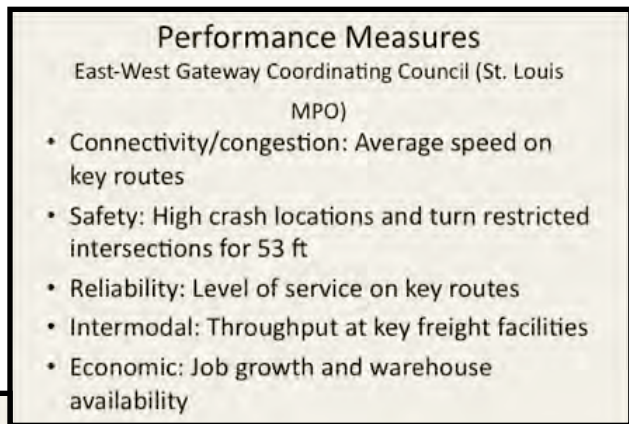 Performance Measures
East-West Gateway Coordinating Council (St. Louis
MPO)
• Connectivity/congestion: Average speed on
key routes
• Safety: High crash locations and turn restricted
intersections for 53 ft
• Reliability: Level of service on key routes
• Intermodal: Throughput at key freight facilities
• Economic: Job growth and warehouse
availability